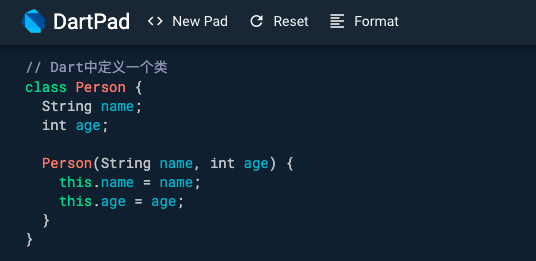 DartPad <> New Pad Reset Format
// Dart中定义一个类
class Person {
  String name;
  int age;

  Person(String name, int age) {
    this.name = name;
    this.age = age;
  }
}